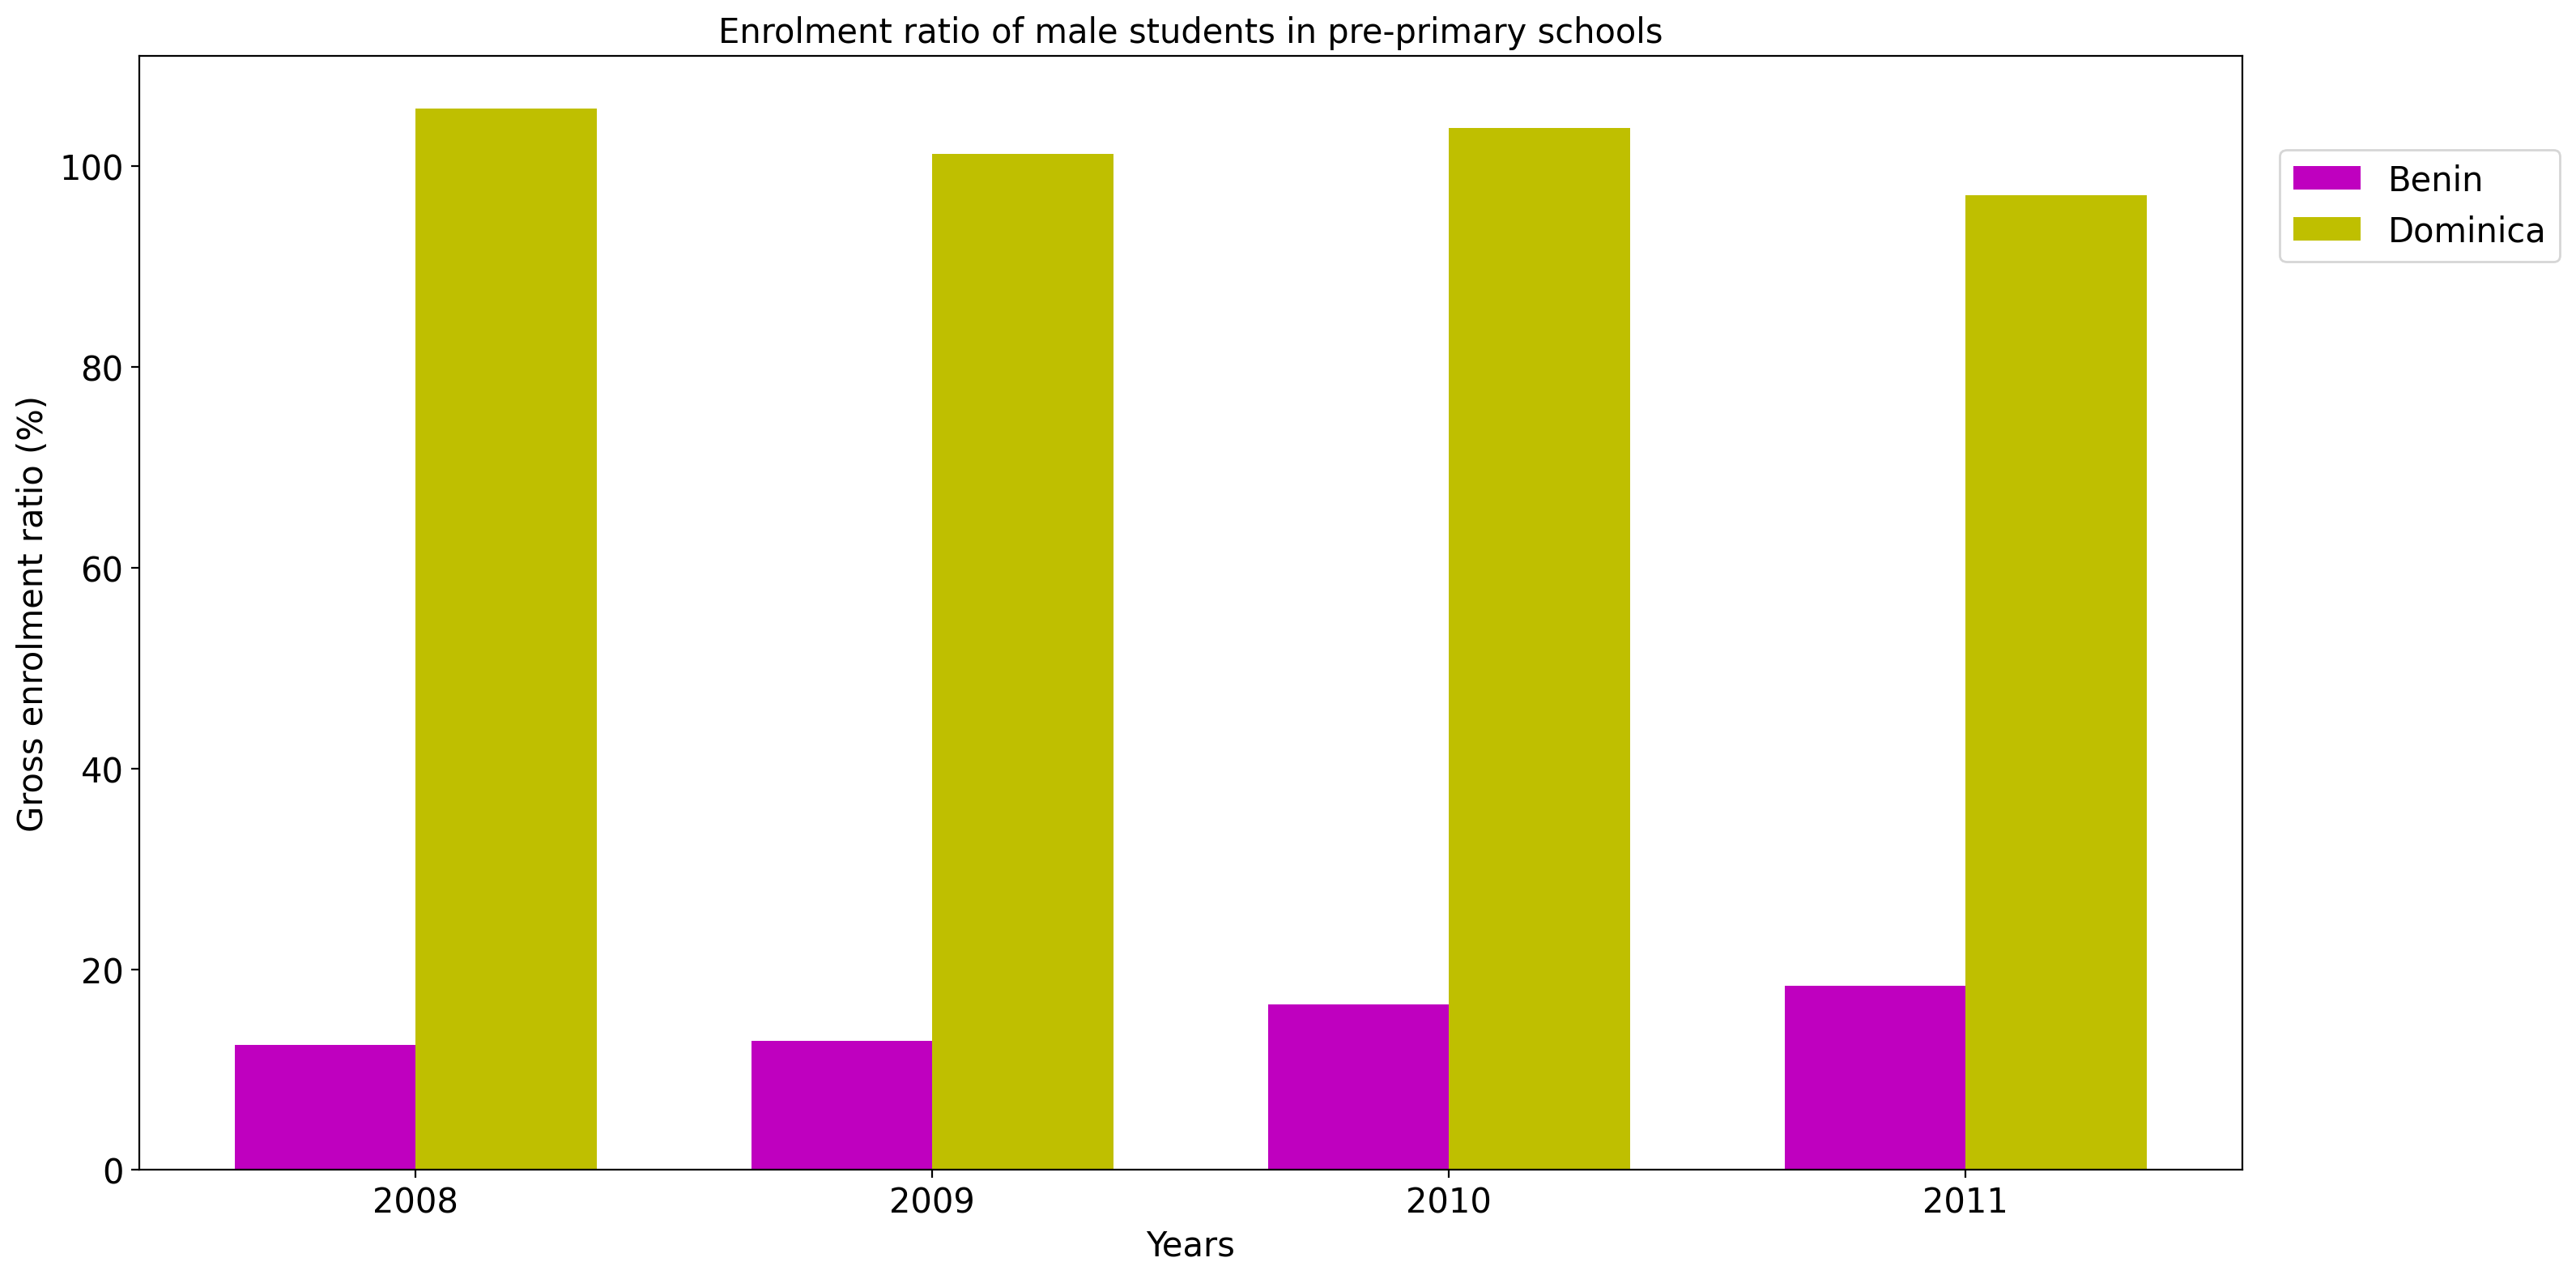 Enrolment ratio of male students in pre-primary schools
Gross enrolment ratio (%)
100
80
60
40
20
0
2008 2009 2010 2011
Years
Benin
Dominica